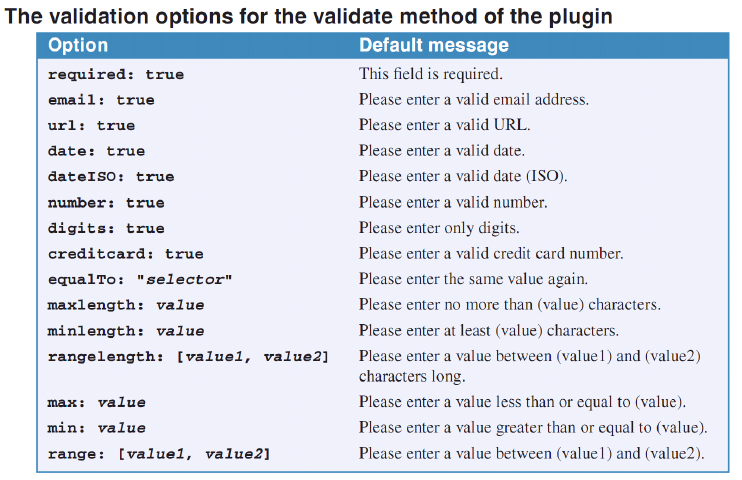 The validation options for the validate method of the plugin
Option Default message
required: true This field is required.
email: true Please enter a valid email address.
url: true Please enter a valid URL.
date: true Please enter a valid date.
dateISO: true Please enter a valid date (ISO).
number: true Please enter a valid number.
digits: true Please enter only digits.
creditcard: true Please enter a valid credit card number.
equalTo: "selector" Please enter the same value again.
maxlength: value Please enter no more than (value) characters.
minlength: value Please enter at least (value) characters.
rangelength: [value1, value2] Please enter a value between (value1) and (value2)
characters long.
max: value Please enter a value less than or equal to (value).
min: value Please enter a value greater than or equal to (value).
range: [value1, value2] Please enter a value between (value1) and (value2).